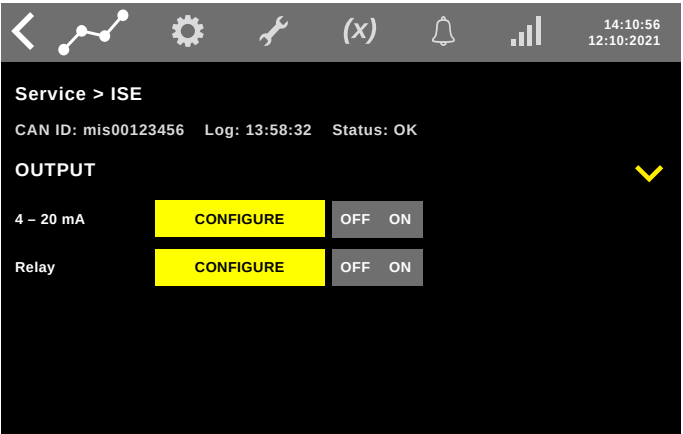 (x)
14:10:56
12:10:2021
Service > ISE
CAN ID: mis00123456 Log: 13:58:32 Status: OK
OUTPUT
4 – 20 mA CONFIGURE OFF ON
Relay CONFIGURE OFF ON